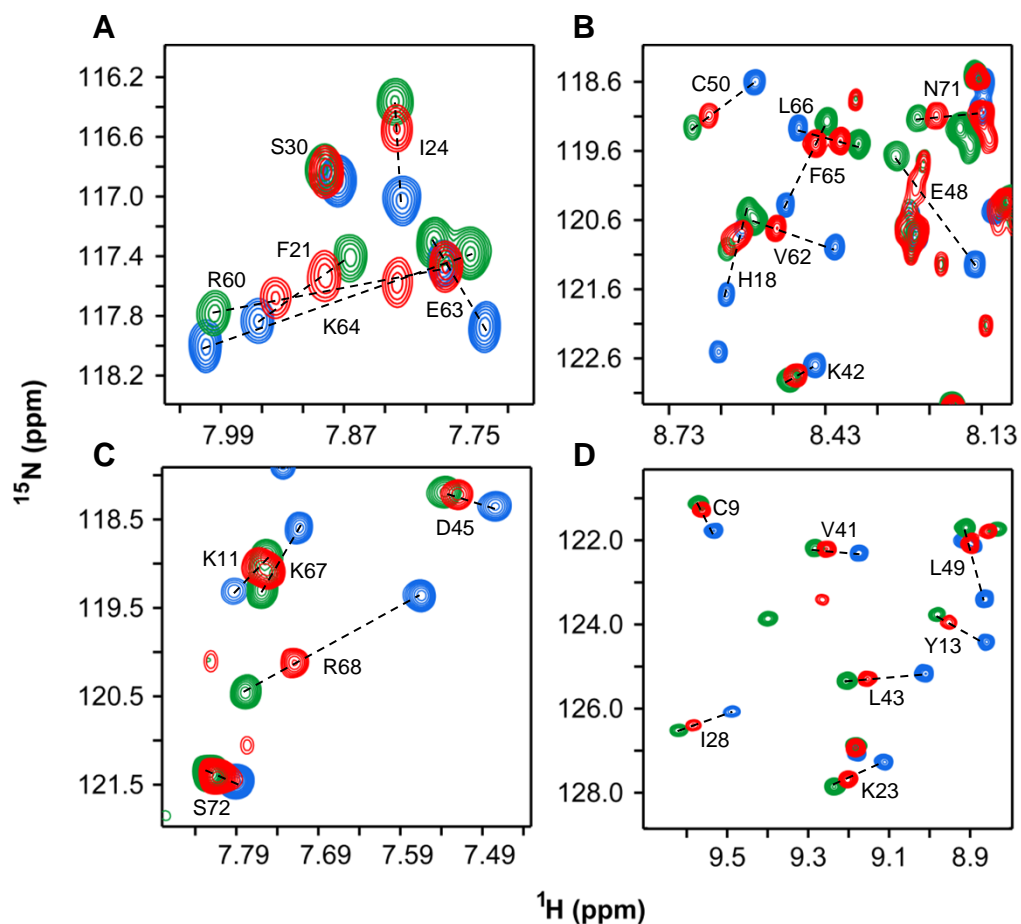 A
B
116.2
116.6
117.0
117.4
117.8
118.2
S30
I24
F21
R60
K64
E63
7.99
7.87
7.75
118.6
119.6
120.6
121.6
122.6
C50
L66
N71
F65
E48
V62
H18
K42
8.73
8.43
8.13
C
D
118.5
119.5
120.5
121.5
D45
K11
K67
R68
S72
7.79
7.69
7.59
7.49
122.0
124.0
126.0
128.0
C9
V41
L49
Y13
L43
I28
K23
9.5
9.3
9.1
8.9
15N (ppm)
1H (ppm)